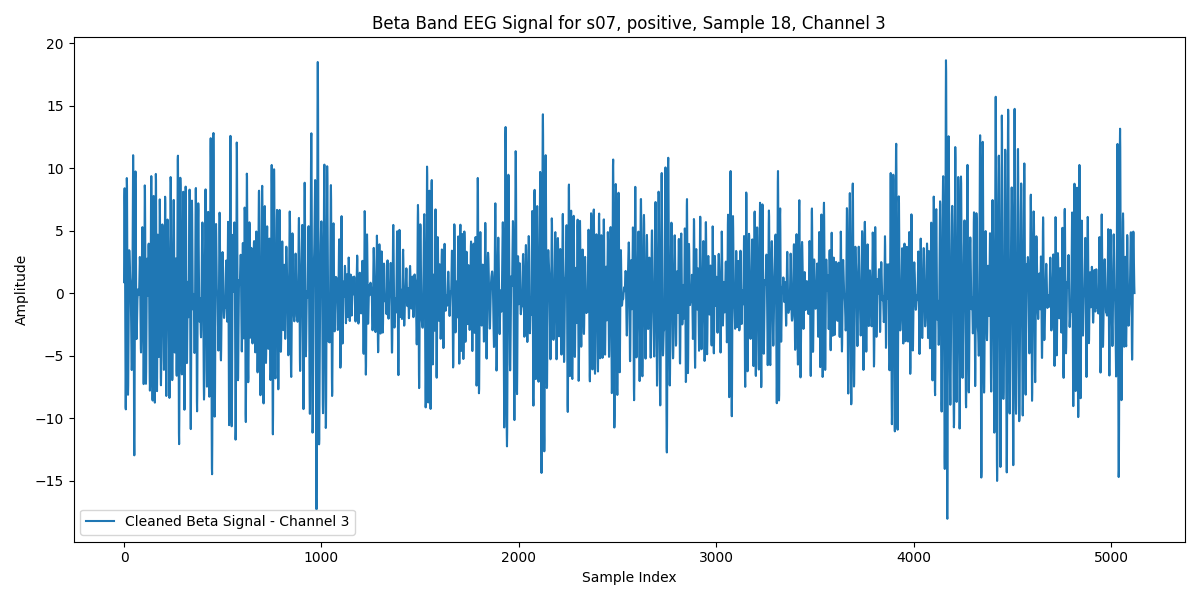 Beta Band EEG Signal for s07, positive, Sample 18, Channel 3
Amplitude
20
15
10
5
0
−5
−10
−15
Cleaned Beta Signal - Channel 3
0 1000 2000 3000 4000 5000
Sample Index